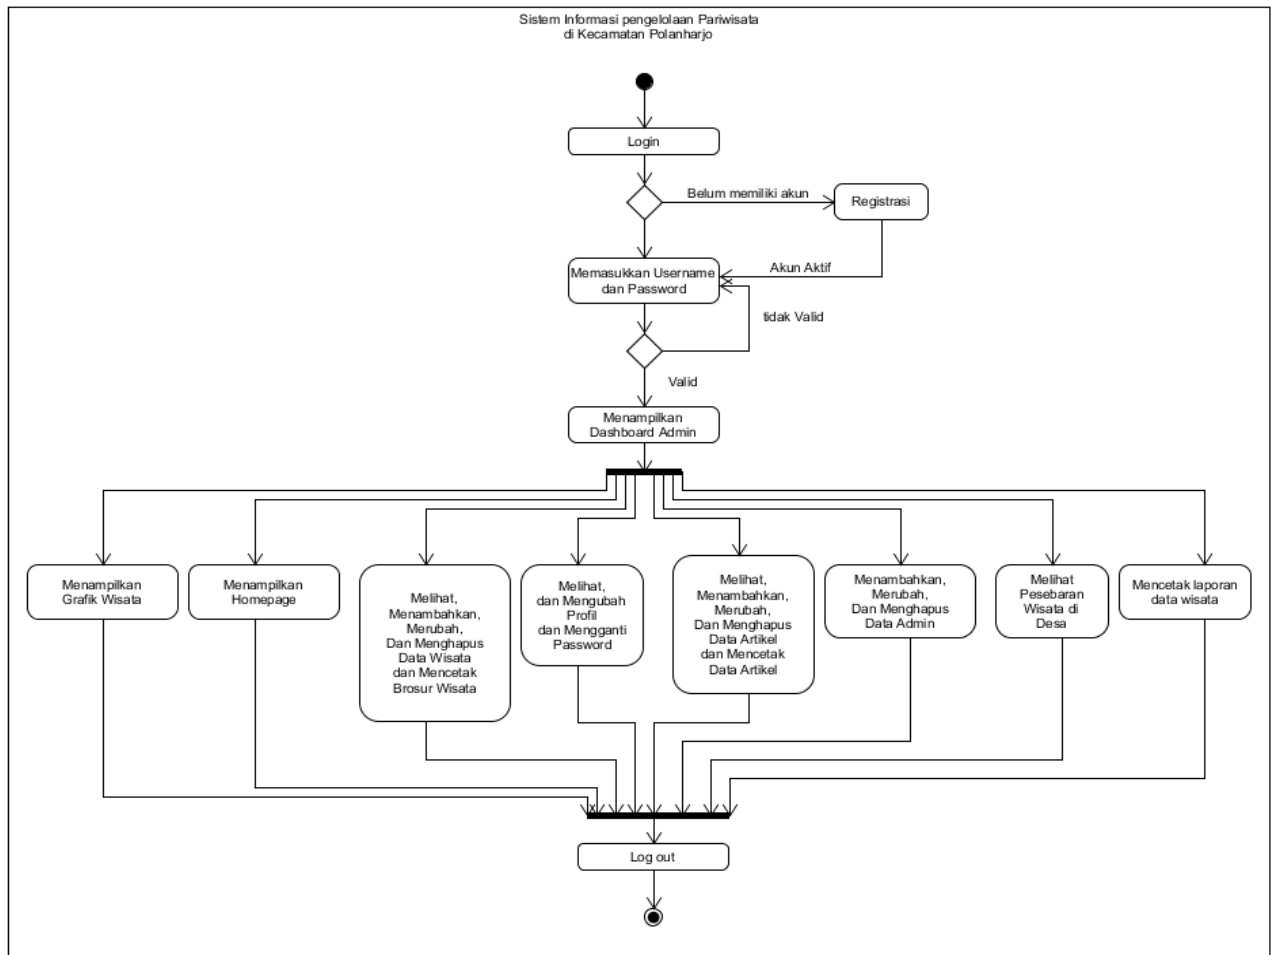 Sistem Informasi pengelolaan Pariwisata
di Kecamatan Polanharjo
Login
Belum memiliki akun
Registrasi
Memasukkan Username
dan Password
Akun Aktif
tidak Valid
Valid
Menampilkan
Dashboard Admin
Menampilkan
Grafik Wisata
Menampilkan
Homepage
Melihat,
Menambahkan,
Merubah,
Dan Menghapus
Data Wisata
dan Mencetak
Brosur Wisata
Melihat,
dan Mengubah
Profil
dan Mengganti
Password
Melihat,
Menambahkan,
Merubah,
Dan Menghapus
Data Artikel
dan Mencetak
Data Artikel
Menambahkan,
Merubah,
Dan Menghapus
Data Admin
Melihat
Pesebaran
Wisata di
Desa
Mencetak laporan
data wisata
Log out